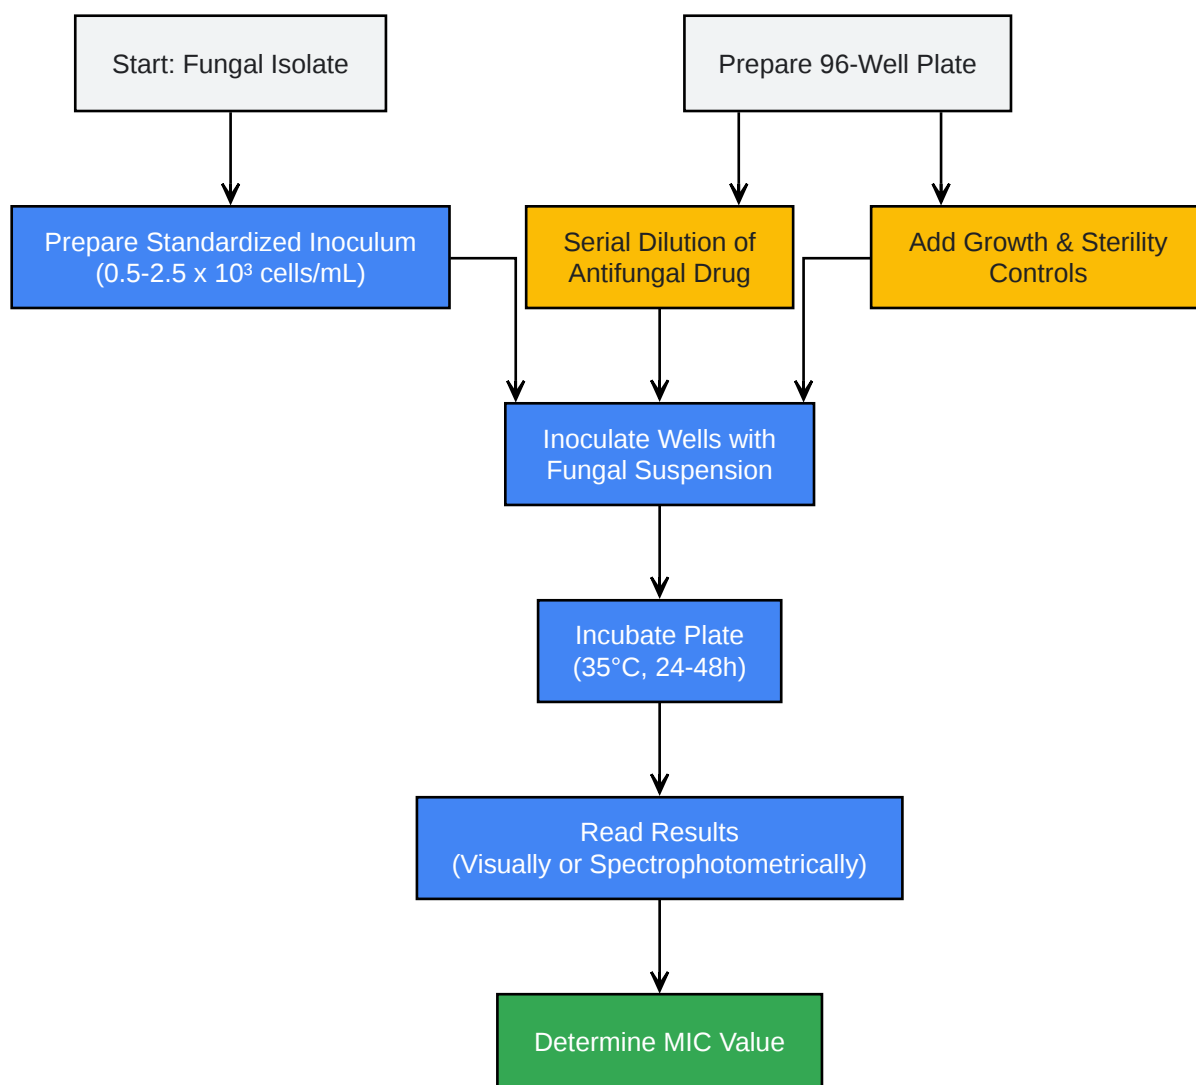 Start: Fungal Isolate
Prepare 96-Well Plate
Prepare Standardized Inoculum
(0.5-2.5 x 10³ cells/mL)
Serial Dilution of
Antifungal Drug
Add Growth & Sterility
Controls
Inoculate Wells with
Fungal Suspension
Incubate Plate
(35°C, 24-48h)
Read Results
(Visually or Spectrophotometrically)
Determine MIC Value